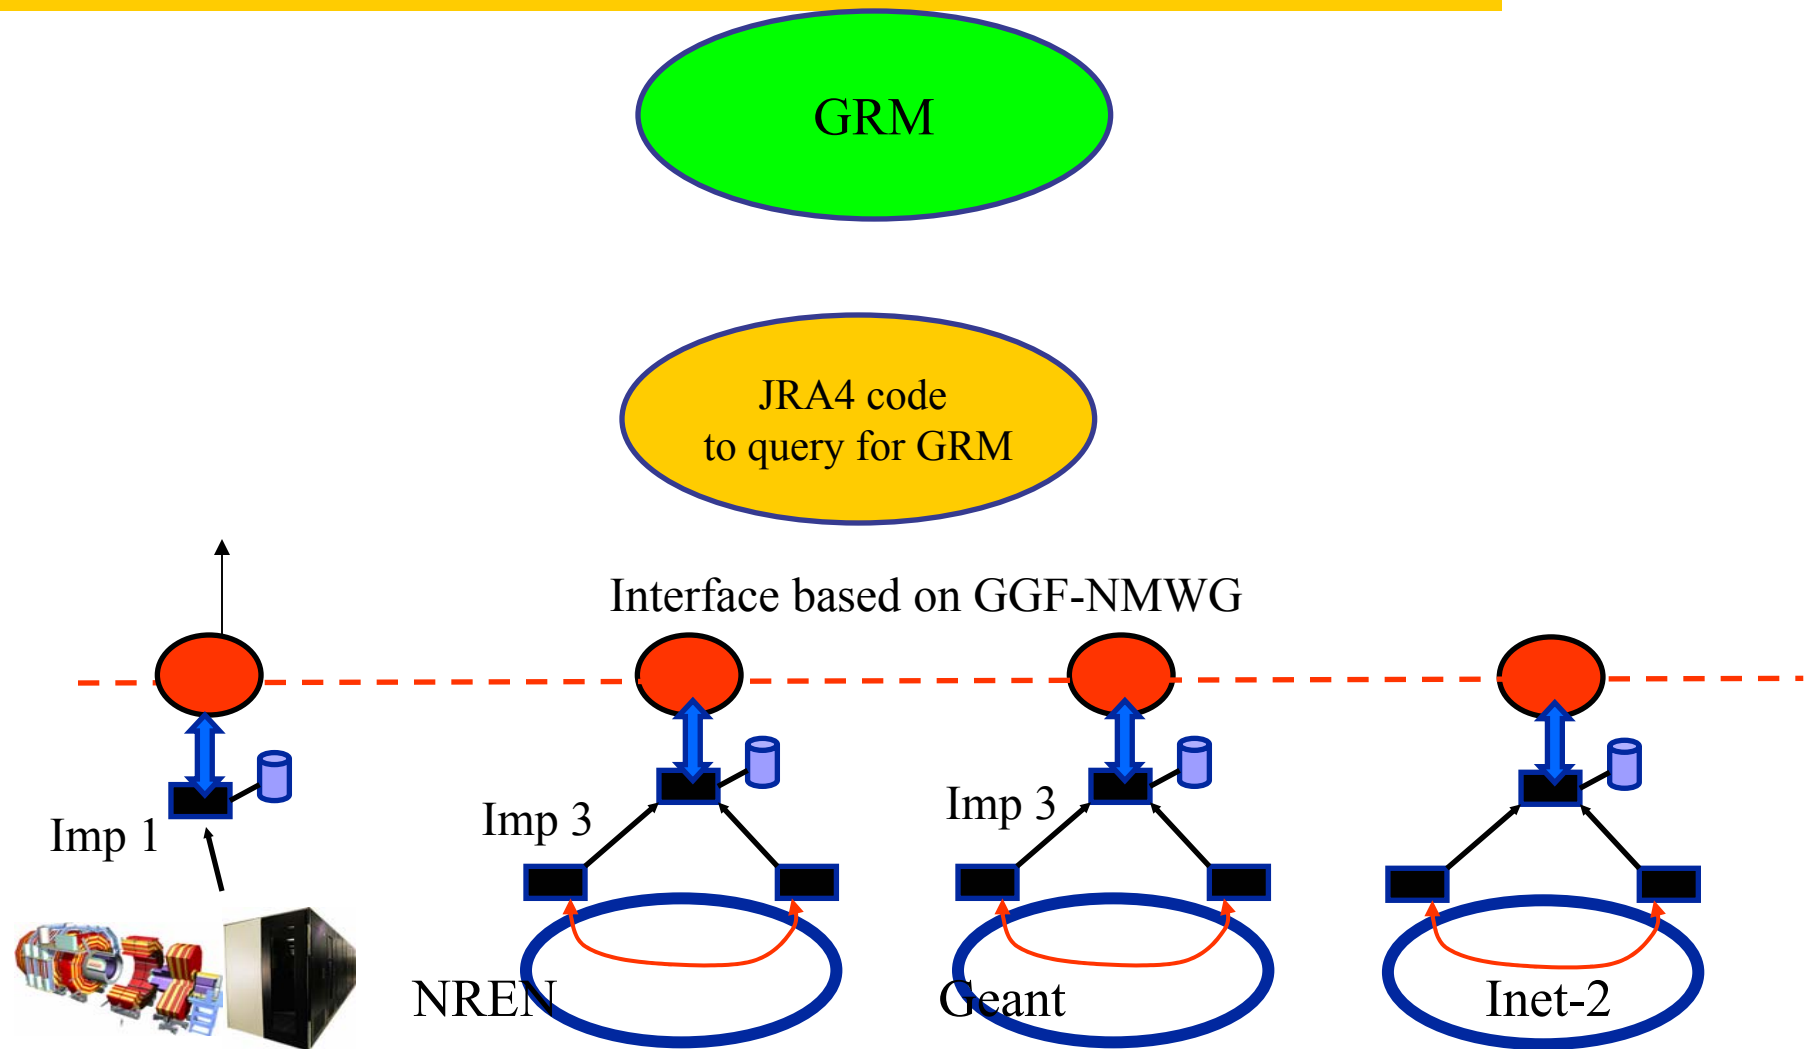 GRM
JRA4 code
to query for GRM
Interface based on GGF-NMWG
Imp 1
Imp 3
Imp 3
NREN
Geant
Inet-2